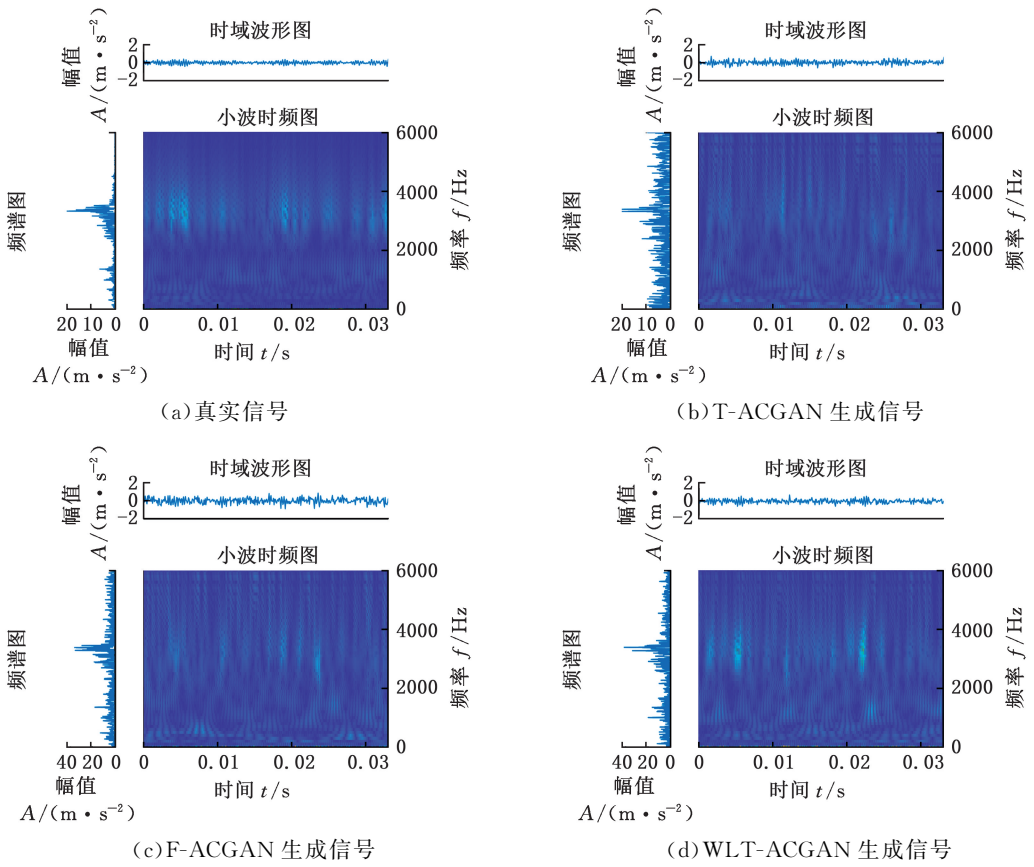 时域波形图
幅值
A/(m·s⁻²)
2
0
−2
小波时频图
频谱图
6000
4000
2000
0
频率 f/Hz
20 10 0
0 0.01 0.02 0.03
幅值
A/(m·s⁻²)
时间 t/s
(a)真实信号
时域波形图
幅值
A/(m·s⁻²)
2
0
−2
小波时频图
频谱图
6000
4000
2000
0
频率 f/Hz
20 10 0
0 0.01 0.02 0.03
幅值
A/(m·s⁻²)
时间 t/s
(b)T-ACGAN 生成信号
时域波形图
幅值
A/(m·s⁻²)
2
0
−2
小波时频图
频谱图
6000
4000
2000
0
频率 f/Hz
40 20 0
0 0.01 0.02 0.03
幅值
A/(m·s⁻²)
时间 t/s
(c)F-ACGAN 生成信号
时域波形图
幅值
A/(m·s⁻²)
2
0
−2
小波时频图
频谱图
6000
4000
2000
0
频率 f/Hz
40 20 0
0 0.01 0.02 0.03
幅值
A/(m·s⁻²)
时间 t/s
(d)WLT-ACGAN 生成信号